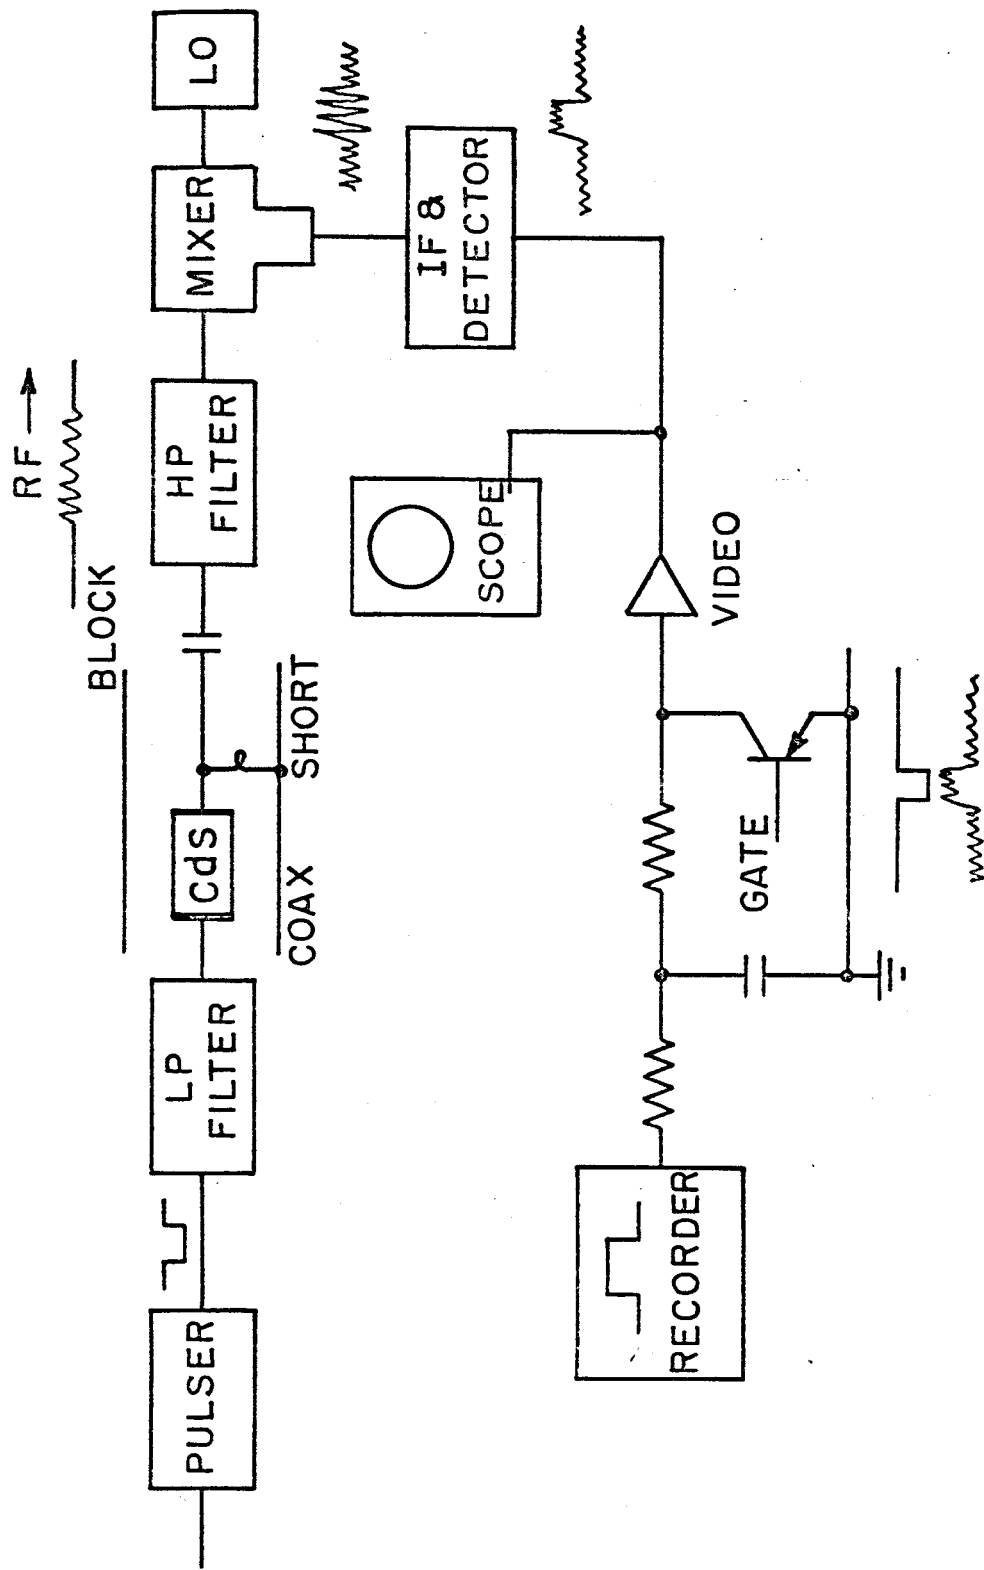 RF
BLOCK
PULSER
LP
FILTER
CdS
HP
FILTER
MIXER
LO
COAX
SHORT
SCOPE
IF &
DETECTOR
RECORDER
GATE
VIDEO